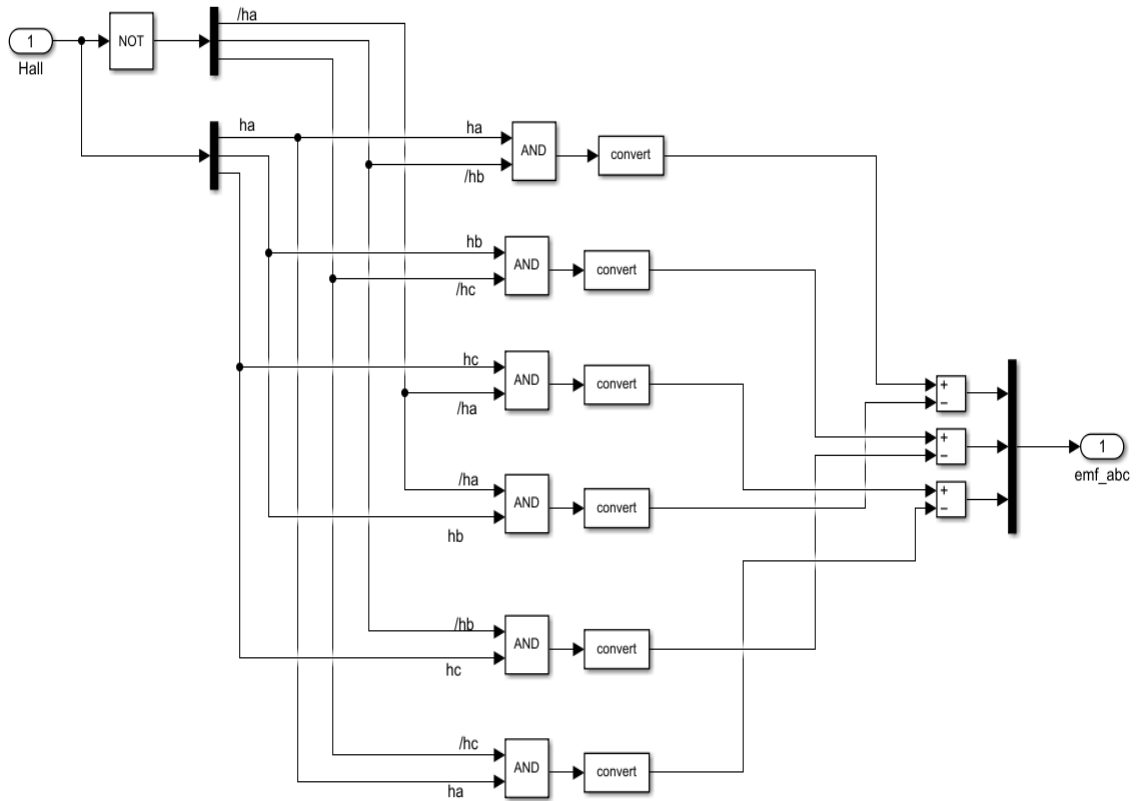 /ha
1
NOT
Hall
ha
ha
AND
convert
/hb
hb
AND
convert
/hc
hc
AND
convert
/ha
+
−
1
+
−
emf_abc
/ha
AND
convert
+
−
hb
/hb
AND
convert
hc
/hc
AND
convert
ha